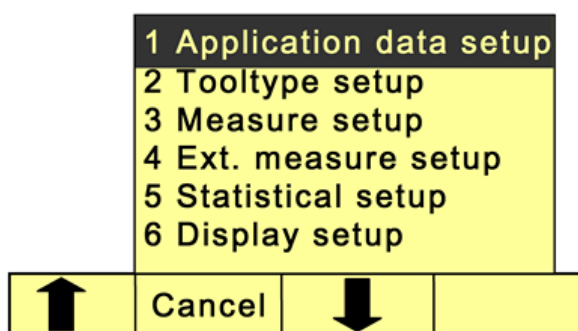 1 Application data setup
2 Tooltype setup
3 Measure setup
4 Ext. measure setup
5 Statistical setup
6 Display setup
Cancel